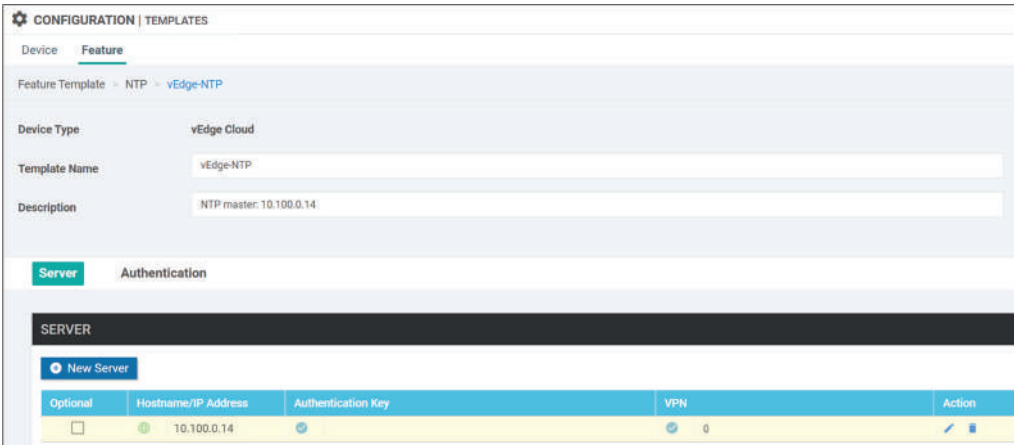 CONFIGURATION | TEMPLATES
Device Feature
Feature Template > NTP > vEdge-NTP
Device Type vEdge Cloud
Template Name vEdge-NTP
Description NTP master: 10.100.0.14
Server Authentication
SERVER
New Server
Optional Hostname/IP Address Authentication Key VPN Action
10.100.0.14 0